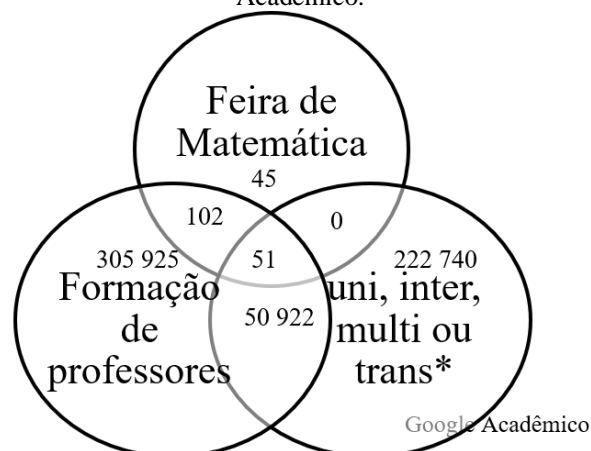 Acadêmico.
Feira de
Matemática
45
102
0
305 925
51
222 740
Formação
de
professores
50 922
uni, inter,
multi ou
trans*
Google Acadêmico